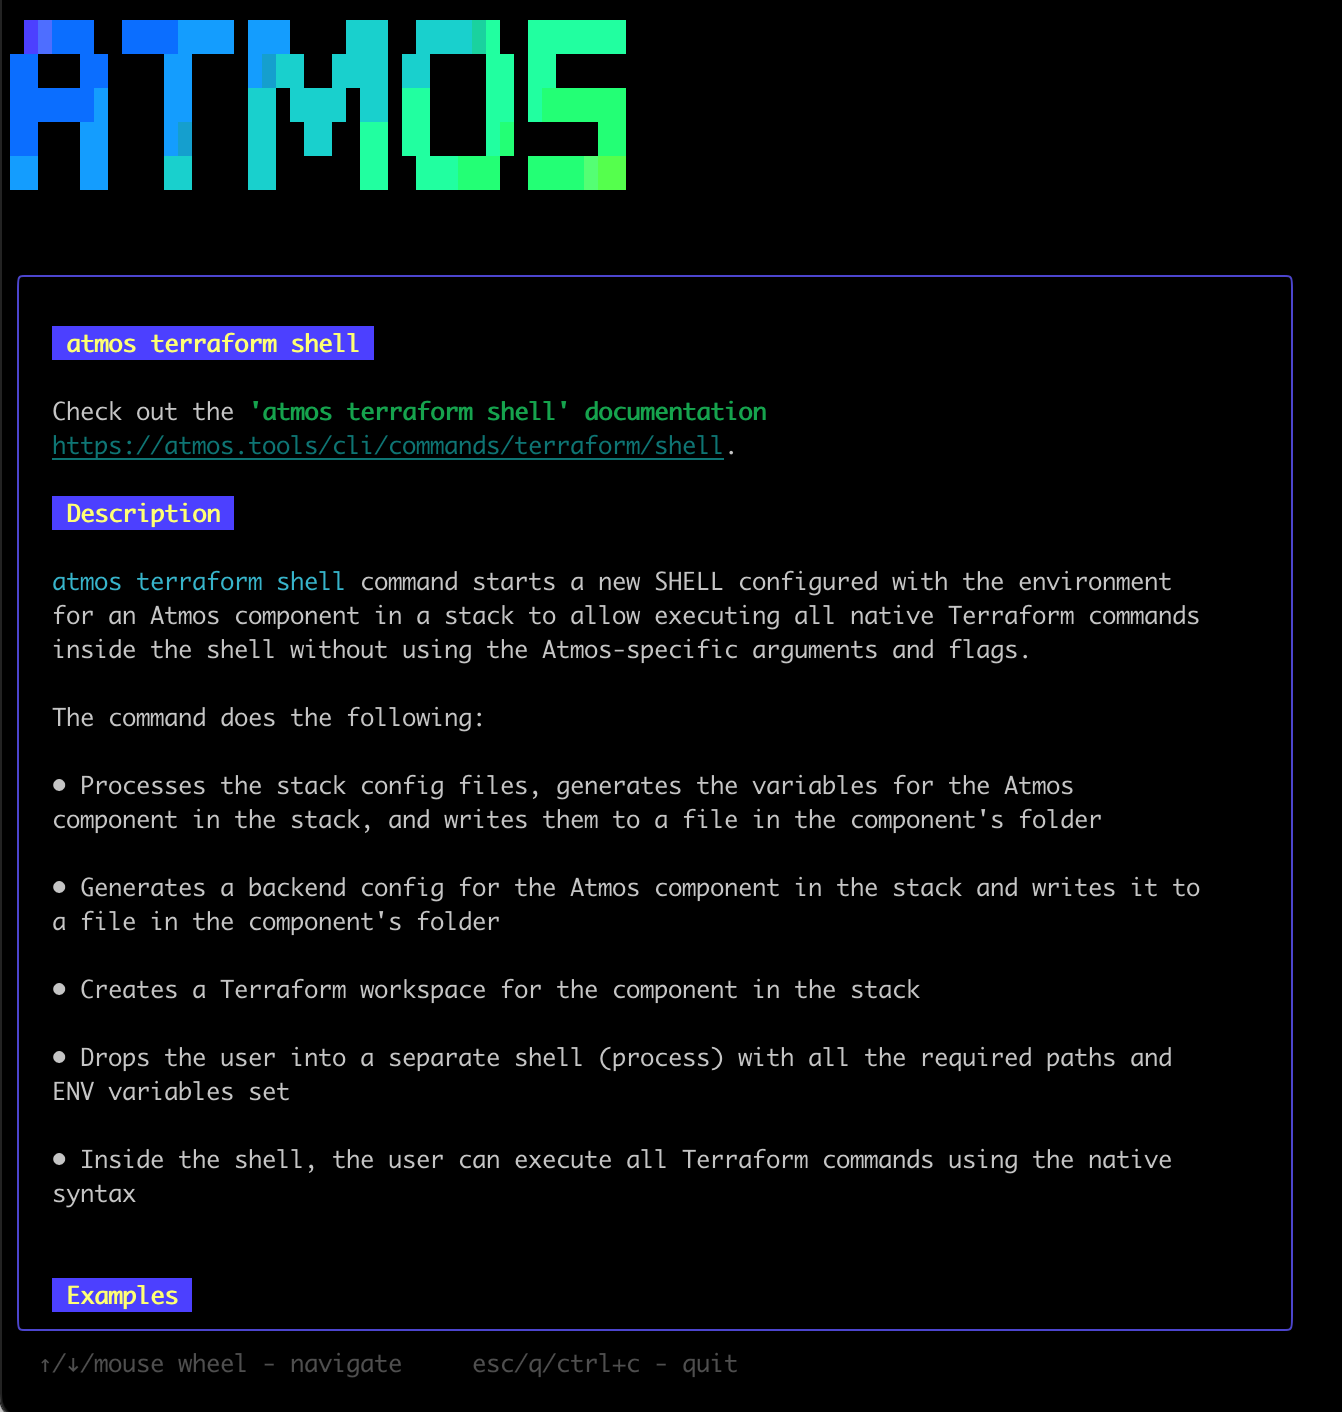 ATMOS
atmos terraform shell
Check out the 'atmos terraform shell' documentation
https://atmos.tools/cli/commands/terraform/shell.
Description
atmos terraform shell command starts a new SHELL configured with the environment
for an Atmos component in a stack to allow executing all native Terraform commands
inside the shell without using the Atmos-specific arguments and flags.
The command does the following:
• Processes the stack config files, generates the variables for the Atmos
component in the stack, and writes them to a file in the component's folder
• Generates a backend config for the Atmos component in the stack and writes it to
a file in the component's folder
• Creates a Terraform workspace for the component in the stack
• Drops the user into a separate shell (process) with all the required paths and
ENV variables set
• Inside the shell, the user can execute all Terraform commands using the native
syntax
Examples
↑/↓/mouse wheel - navigate     esc/q/ctrl+c - quit